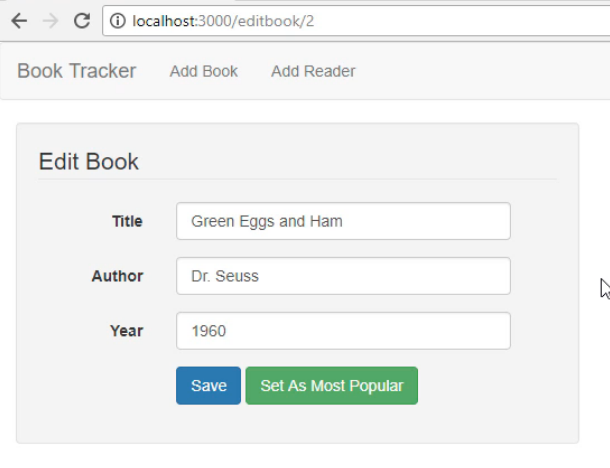 localhost:3000/editbook/2
Book Tracker Add Book Add Reader
Edit Book
Title Green Eggs and Ham
Author Dr. Seuss
Year 1960
Save Set As Most Popular